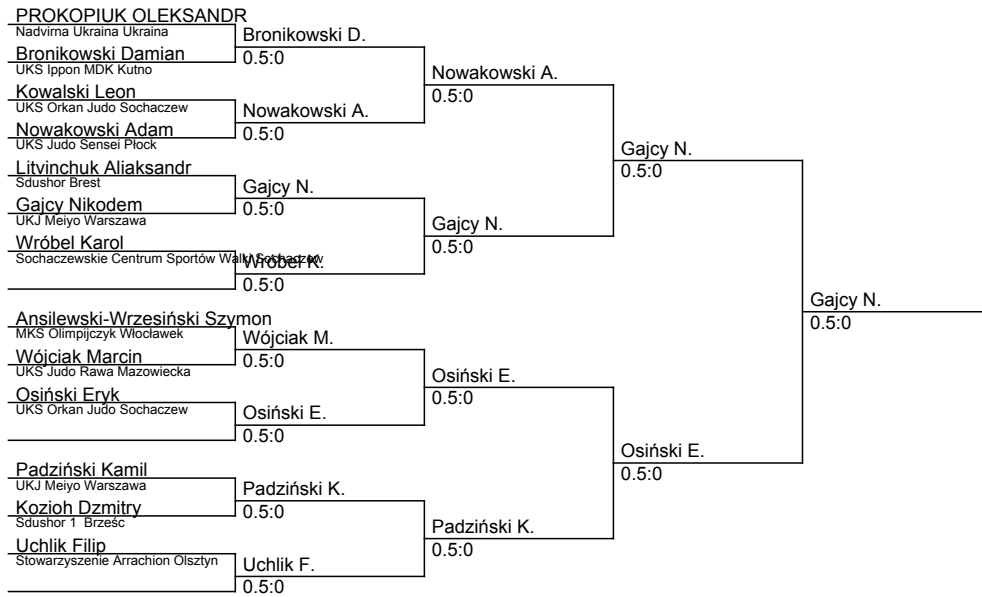 PROKOPIUK OLEKSANDR
Nadvirna Ukraina Ukraina
Bronikowski Damian
UKS Ippon MDK Kutno
Kowalski Leon
UKS Orkan Judo Sochaczew
Nowakowski Adam
UKS Judo Sensei Płock
Litvinchuk Aliaksandr
Sdushor Brest
Gajcy Nikodem
UKJ Meiyo Warszawa
Wróbel Karol
Sochaczewskie Centrum Sportów Walki Sochaczew
Ansilewski-Wrzesiński Szymon
MKS Olimpijczyk Włocławek
Wójciak Marcin
UKS Judo Rawa Mazowiecka
Osiński Eryk
UKS Orkan Judo Sochaczew
Padziński Kamil
UKJ Meiyo Warszawa
Kozioh Dzmitry
Sdushor 1 Brześc
Uchlik Filip
Stowarzyszenie Arrachion Olsztyn
Bronikowski D.
0.5:0
Nowakowski A.
0.5:0
Gajcy N.
0.5:0
Wróbel K.
0.5:0
Wójciak M.
0.5:0
Osiński E.
0.5:0
Padziński K.
0.5:0
Uchlik F.
0.5:0
Nowakowski A.
0.5:0
Gajcy N.
0.5:0
Osiński E.
0.5:0
Padziński K.
0.5:0
Gajcy N.
0.5:0
Osiński E.
0.5:0
Gajcy N.
0.5:0